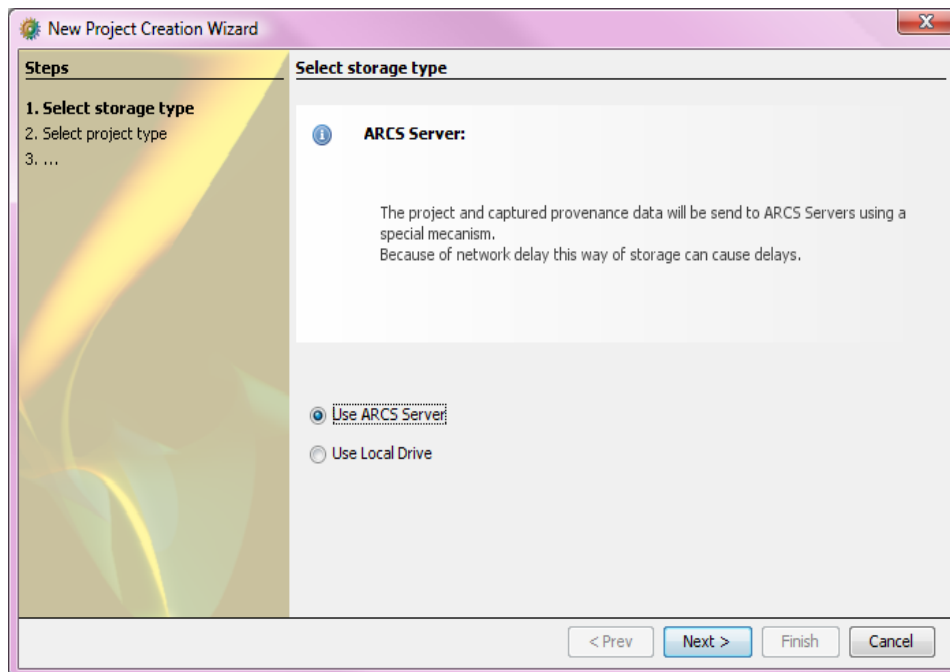 New Project Creation Wizard
Steps
1. Select storage type
2. Select project type
3. ...
Select storage type
ARCS Server:
The project and captured provenance data will be send to ARCS Servers using a
special mecanism.
Because of network delay this way of storage can cause delays.
Use ARCS Server
Use Local Drive
< Prev
Next >
Finish
Cancel